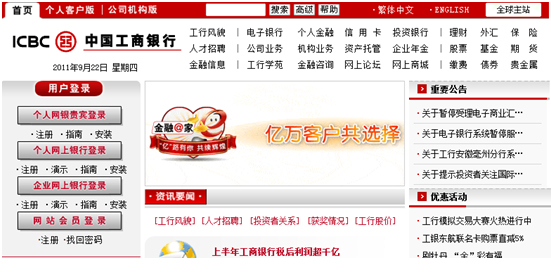 首页 个人客户版 | 公司机构版 搜索 高级 帮助 ·繁体中文 ·ENGLISH 全球主站
ICBC 中国工商银行
2011年9月22日 星期四
工行风貌 电子银行 个人金融 信用卡 投资银行 理财 外汇 保险
人才招聘 公司业务 机构业务 资产托管 企业年金 股票 基金 期货
金融信息 工行学苑 金融咨询 网上论坛 网上商城 缴费 债券 贵金属
用户登录
个人网银贵宾登录
·注册 ·指南 ·安装
个人网上银行登录
·注册 ·演示 ·指南 ·安装
企业网上银行登录
·注册 ·演示 ·指南 ·安装
网站会员登录
·注册 ·找回密码
金融@家
"亿"路有你 共续辉煌
亿万客户共选择
资讯要闻
[工行风貌] [人才招聘] [投资者关系] [获奖情况] [工行股价]
上半年工商银行税后利润超千亿
重要公告
·关于暂停受理电子商业汇…
·关于电子银行系统暂停服…
·关于工行安徽亳州分行系…
·关于提示投资者关注国际…
优惠活动
·工行模拟交易大赛火热进行中
·工银东航联名卡购票直减50
·刷牡丹 "金"彩有福